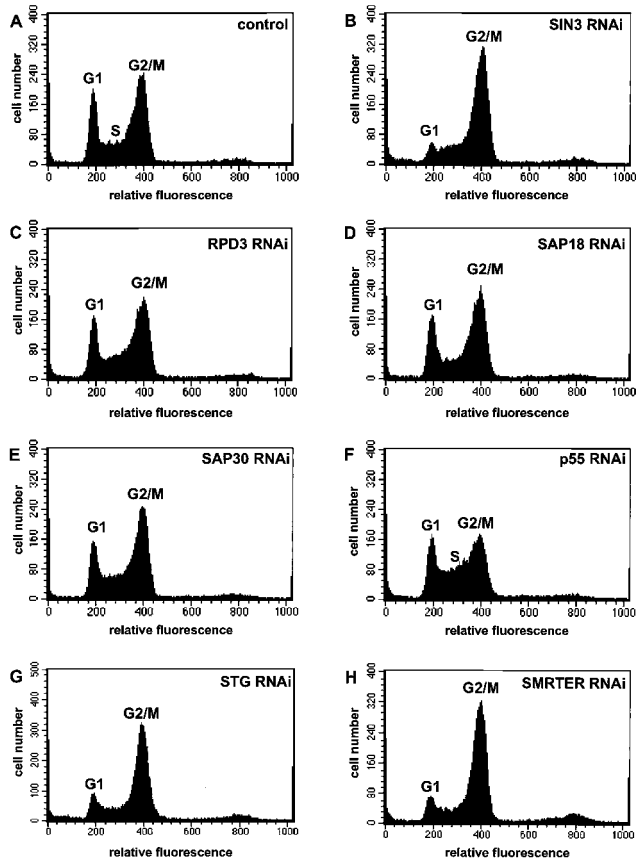 A
control
400
320
240
160
80
0
cell number
G1
S
G2/M
0 200 400 600 800 1000
relative fluorescence
B
SIN3 RNAi
400
320
240
160
80
0
cell number
G1
G2/M
0 200 400 600 800 1000
relative fluorescence
C
RPD3 RNAi
400
320
240
160
80
0
cell number
G1
G2/M
0 200 400 600 800 1000
relative fluorescence
D
SAP18 RNAi
400
320
240
160
80
0
cell number
G1
G2/M
0 200 400 600 800 1000
relative fluorescence
E
SAP30 RNAi
400
320
240
160
80
0
cell number
G1
G2/M
0 200 400 600 800 1000
relative fluorescence
F
p55 RNAi
400
320
240
160
80
0
cell number
G1
S
G2/M
0 200 400 600 800 1000
relative fluorescence
G
STG RNAi
500
400
300
200
100
0
cell number
G1
G2/M
0 200 400 600 800 1000
relative fluorescence
H
SMRTER RNAi
400
320
240
160
80
0
cell number
G1
G2/M
0 200 400 600 800 1000
relative fluorescence